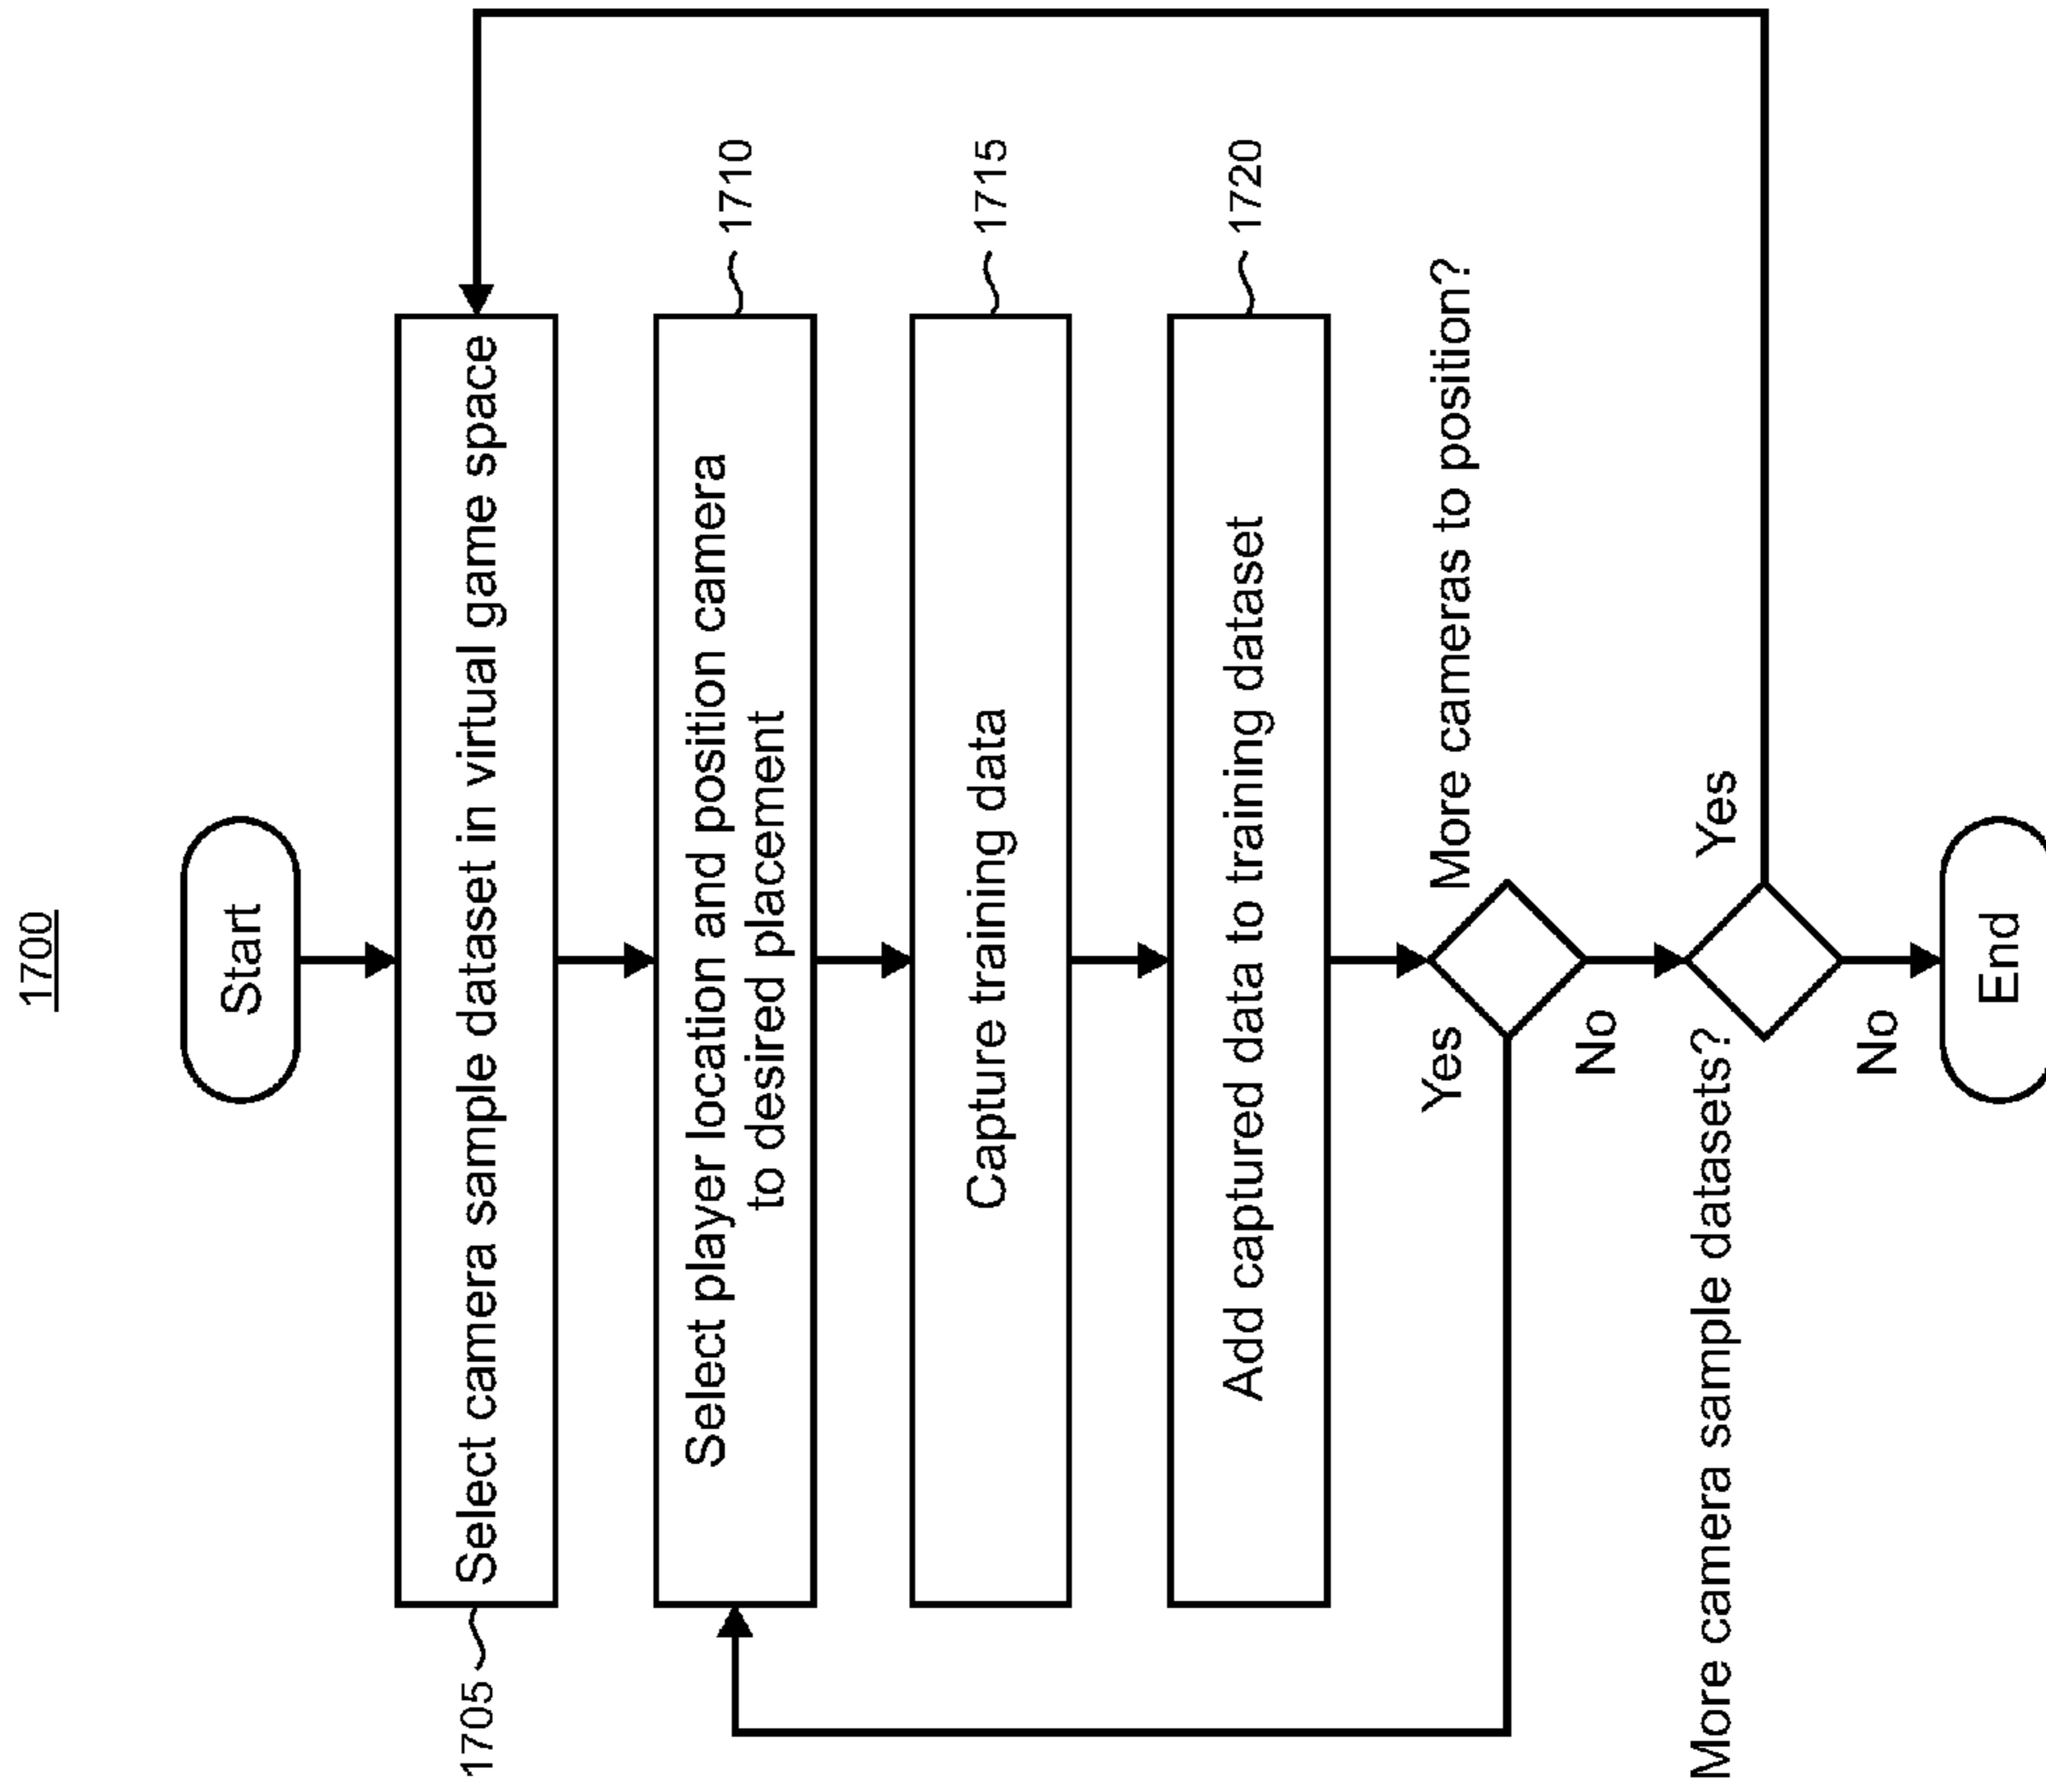 1700
Start
1705
Select camera sample dataset in virtual game space
Select player location and position camera
to desired placement
1710
Capture training data
1715
Add captured data to training dataset
1720
More cameras to position?
Yes
No
More camera sample datasets?
Yes
No
End